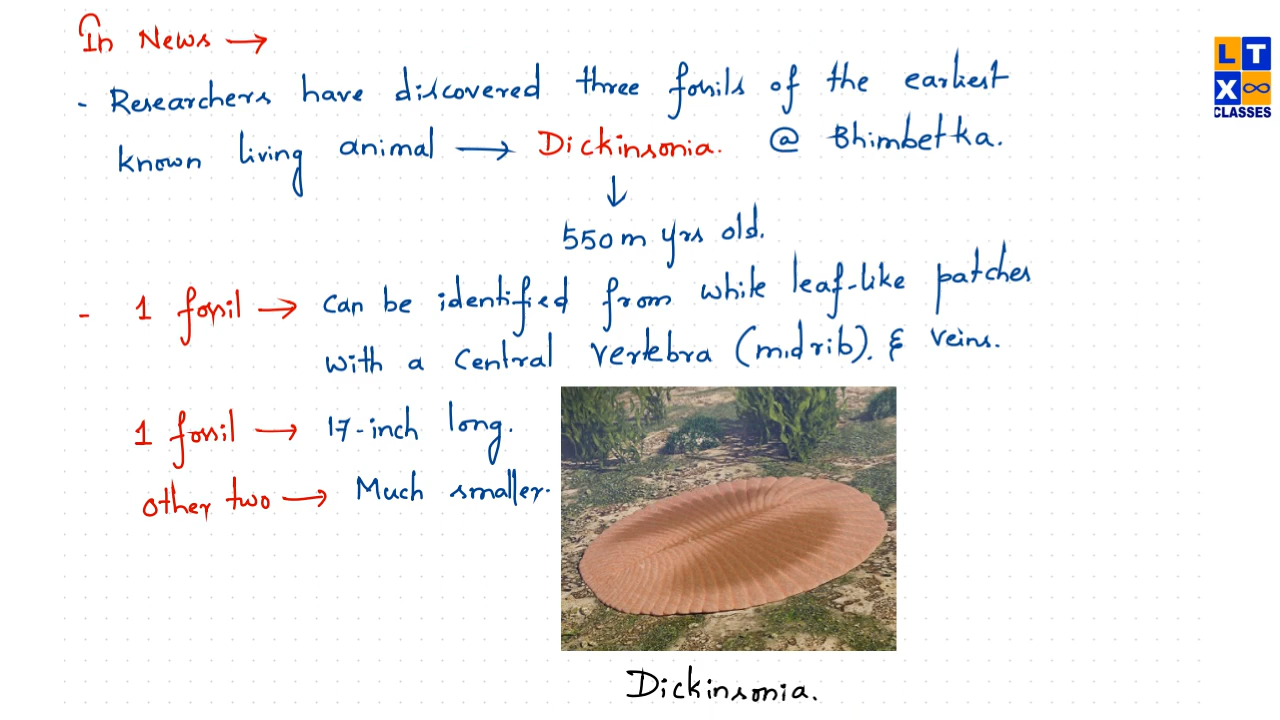 In News →
LT
X∞
CLASSES
- Researchers have discovered three fossils of the earliest
known living animal → Dickinsonia. @ Bhimbetka.
↓
550m yrs old.
- 1 fossil → can be identified from white leaf-like patches
with a central vertebra (midrib). & veins.
1 fossil → 17-inch long.
other two → Much smaller.
Dickinsonia.